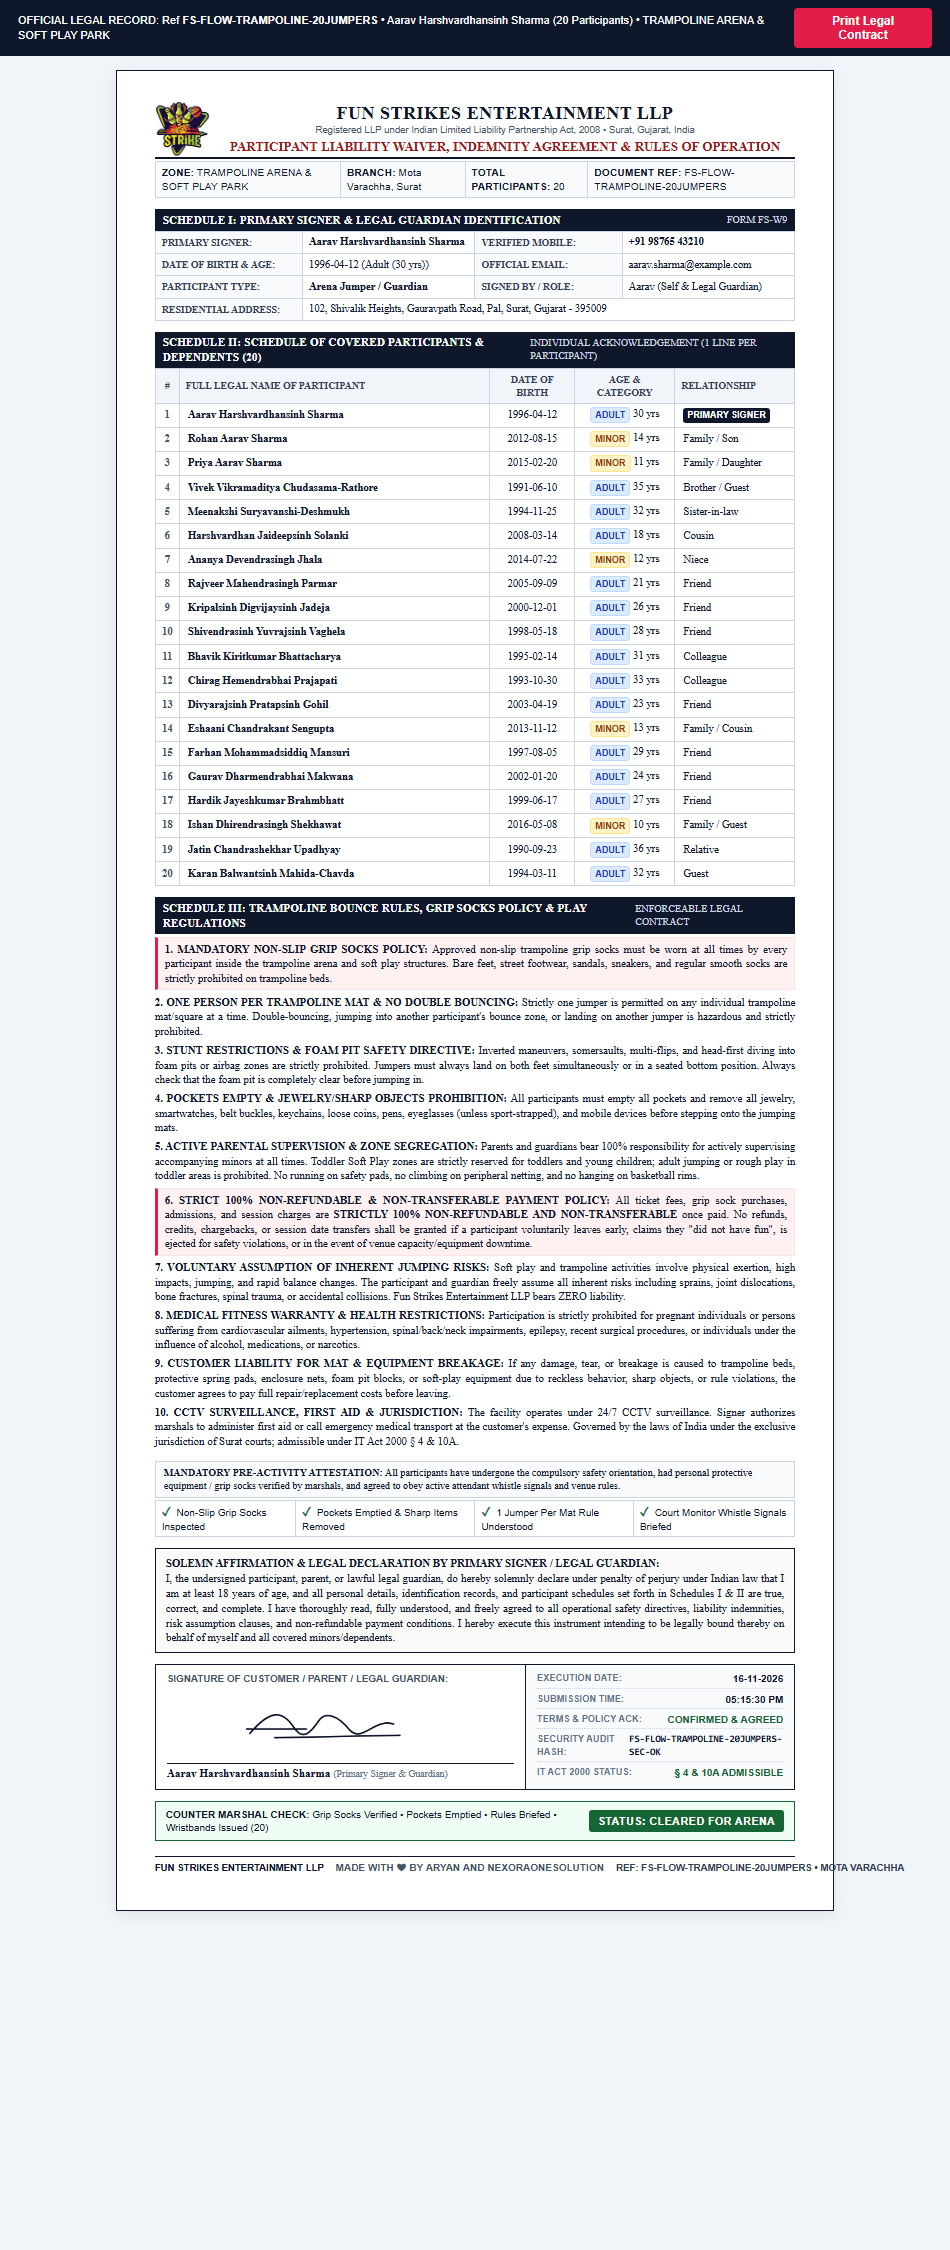 OFFICIAL LEGAL RECORD: Ref FS-FLOW-TRAMPOLINE-20JUMPERS • Aarav Harshvardhansinh Sharma (20 Participants) • TRAMPOLINE ARENA &
SOFT PLAY PARK
Print Legal
Contract
STRIKE
FUN STRIKES ENTERTAINMENT LLP
Registered LLP under Indian Limited Liability Partnership Act, 2008 • Surat, Gujarat, India
PARTICIPANT LIABILITY WAIVER, INDEMNITY AGREEMENT & RULES OF OPERATION
ZONE: TRAMPOLINE ARENA &
SOFT PLAY PARK
BRANCH: Mota
Varachha, Surat
TOTAL
PARTICIPANTS: 20
DOCUMENT REF: FS-FLOW-
TRAMPOLINE-20JUMPERS
SCHEDULE I: PRIMARY SIGNER & LEGAL GUARDIAN IDENTIFICATION FORM FS-W9
PRIMARY SIGNER: Aarav Harshvardhansinh Sharma VERIFIED MOBILE: +91 98765 43210
DATE OF BIRTH & AGE: 1996-04-12 (Adult (30 yrs)) OFFICIAL EMAIL: aarav.sharma@example.com
PARTICIPANT TYPE: Arena Jumper / Guardian SIGNED BY / ROLE: Aarav (Self & Legal Guardian)
RESIDENTIAL ADDRESS: 102, Shivalik Heights, Gauravpath Road, Pal, Surat, Gujarat - 395009
SCHEDULE II: SCHEDULE OF COVERED PARTICIPANTS &
DEPENDENTS (20)
INDIVIDUAL ACKNOWLEDGEMENT (1 LINE PER
PARTICIPANT)
# FULL LEGAL NAME OF PARTICIPANT DATE OF BIRTH AGE & CATEGORY RELATIONSHIP
1 Aarav Harshvardhansinh Sharma 1996-04-12 ADULT 30 yrs PRIMARY SIGNER
2 Rohan Aarav Sharma 2012-08-15 MINOR 14 yrs Family / Son
3 Priya Aarav Sharma 2015-02-20 MINOR 11 yrs Family / Daughter
4 Vivek Vikramaditya Chudasama-Rathore 1991-06-10 ADULT 35 yrs Brother / Guest
5 Meenakshi Suryavanshi-Deshmukh 1994-11-25 ADULT 32 yrs Sister-in-law
6 Harshvardhan Jaideepsinh Solanki 2008-03-14 ADULT 18 yrs Cousin
7 Ananya Devendrasingh Jhala 2014-07-22 MINOR 12 yrs Niece
8 Rajveer Mahendrasingh Parmar 2005-09-09 ADULT 21 yrs Friend
9 Kripalsinh Digvijaysinh Jadeja 2000-12-01 ADULT 26 yrs Friend
10 Shivendrasinh Yuvrajsinh Vaghela 1998-05-18 ADULT 28 yrs Friend
11 Bhavik Kiritkumar Bhattacharya 1995-02-14 ADULT 31 yrs Colleague
12 Chirag Hemendrabhai Prajapati 1993-10-30 ADULT 33 yrs Colleague
13 Divyarajsinh Pratapsinh Gohil 2003-04-19 ADULT 23 yrs Friend
14 Eshaani Chandrakant Sengupta 2013-11-12 MINOR 13 yrs Family / Cousin
15 Farhan Mohammadsiddiq Mansuri 1997-08-05 ADULT 29 yrs Friend
16 Gaurav Dharmendrabhai Makwana 2002-01-20 ADULT 24 yrs Friend
17 Hardik Jayeshkumar Brahmbhatt 1999-06-17 ADULT 27 yrs Friend
18 Ishan Dhirendrasingh Shekhawat 2016-05-08 MINOR 10 yrs Family / Guest
19 Jatin Chandrashekhar Upadhyay 1990-09-23 ADULT 36 yrs Relative
20 Karan Balwantsinh Mahida-Chavda 1994-03-11 ADULT 32 yrs Guest
SCHEDULE III: TRAMPOLINE BOUNCE RULES, GRIP SOCKS POLICY & PLAY
REGULATIONS
ENFORCEABLE LEGAL
CONTRACT
1. MANDATORY NON-SLIP GRIP SOCKS POLICY: Approved non-slip trampoline grip socks must be worn at all times by every
participant inside the trampoline arena and soft play structures. Bare feet, street footwear, sandals, sneakers, and regular smooth socks are
strictly prohibited on trampoline beds.
2. ONE PERSON PER TRAMPOLINE MAT & NO DOUBLE BOUNCING: Strictly one jumper is permitted on any individual trampoline
mat/square at a time. Double-bouncing, jumping into another participant's bounce zone, or landing on another jumper is hazardous and strictly
prohibited.
3. STUNT RESTRICTIONS & FOAM PIT SAFETY DIRECTIVE: Inverted maneuvers, somersaults, multi-flips, and head-first diving into
foam pits or airbag zones are strictly prohibited. Jumpers must always land on both feet simultaneously or in a seated bottom position. Always
check that the foam pit is completely clear before jumping in.
4. POCKETS EMPTY & JEWELRY/SHARP OBJECTS PROHIBITION: All participants must empty all pockets and remove all jewelry,
smartwatches, belt buckles, keychains, loose coins, pens, eyeglasses (unless sport-strapped), and mobile devices before stepping onto the jumping
mats.
5. ACTIVE PARENTAL SUPERVISION & ZONE SEGREGATION: Parents and guardians bear 100% responsibility for actively supervising
accompanying minors at all times. Toddler Soft Play zones are strictly reserved for toddlers and young children; adult jumping or rough play in
toddler areas is prohibited. No running on safety pads, no climbing on peripheral netting, and no hanging on basketball rims.
6. STRICT 100% NON-REFUNDABLE & NON-TRANSFERABLE PAYMENT POLICY: All ticket fees, grip sock purchases,
admissions, and session charges are STRICTLY 100% NON-REFUNDABLE AND NON-TRANSFERABLE once paid. No refunds,
credits, chargebacks, or session date transfers shall be granted if a participant voluntarily leaves early, claims they "did not have fun", is
ejected for safety violations, or in the event of venue capacity/equipment downtime.
7. VOLUNTARY ASSUMPTION OF INHERENT JUMPING RISKS: Soft play and trampoline activities involve physical exertion, high
impacts, jumping, and rapid balance changes. The participant and guardian freely assume all inherent risks including sprains, joint dislocations,
bone fractures, spinal trauma, or accidental collisions. Fun Strikes Entertainment LLP bears ZERO liability.
8. MEDICAL FITNESS WARRANTY & HEALTH RESTRICTIONS: Participation is strictly prohibited for pregnant individuals or persons
suffering from cardiovascular ailments, hypertension, spinal/back/neck impairments, epilepsy, recent surgical procedures, or individuals under the
influence of alcohol, medications, or narcotics.
9. CUSTOMER LIABILITY FOR MAT & EQUIPMENT BREAKAGE: If any damage, tear, or breakage is caused to trampoline beds,
protective spring pads, enclosure nets, foam pit blocks, or soft-play equipment due to reckless behavior, sharp objects, or rule violations, the
customer agrees to pay full repair/replacement costs before leaving.
10. CCTV SURVEILLANCE, FIRST AID & JURISDICTION: The facility operates under 24/7 CCTV surveillance. Signer authorizes
marshals to administer first aid or call emergency medical transport at the customer's expense. Governed by the laws of India under the exclusive
jurisdiction of Surat courts; admissible under IT Act 2000 § 4 & 10A.
MANDATORY PRE-ACTIVITY ATTESTATION: All participants have undergone the compulsory safety orientation, had personal protective
equipment / grip socks verified by marshals, and agreed to obey active attendant whistle signals and venue rules.
✓ Non-Slip Grip Socks
Inspected
✓ Pockets Emptied & Sharp Items
Removed
✓ 1 Jumper Per Mat Rule
Understood
✓ Court Monitor Whistle Signals
Briefed
SOLEMN AFFIRMATION & LEGAL DECLARATION BY PRIMARY SIGNER / LEGAL GUARDIAN:
I, the undersigned participant, parent, or lawful legal guardian, do hereby solemnly declare under penalty of perjury under Indian law that I
am at least 18 years of age, and all personal details, identification records, and participant schedules set forth in Schedules I & II are true,
correct, and complete. I have thoroughly read, fully understood, and freely agreed to all operational safety directives, liability indemnities,
risk assumption clauses, and non-refundable payment conditions. I hereby execute this instrument intending to be legally bound thereby on
behalf of myself and all covered minors/dependents.
SIGNATURE OF CUSTOMER / PARENT / LEGAL GUARDIAN:
Aarav Harshvardhansinh Sharma (Primary Signer & Guardian)
EXECUTION DATE: 16-11-2026
SUBMISSION TIME: 05:15:30 PM
TERMS & POLICY ACK: CONFIRMED & AGREED
SECURITY AUDIT
HASH:
FS-FLOW-TRAMPOLINE-20JUMPERS-
SEC-OK
IT ACT 2000 STATUS: § 4 & 10A ADMISSIBLE
COUNTER MARSHAL CHECK: Grip Socks Verified • Pockets Emptied • Rules Briefed •
Wristbands Issued (20)
STATUS: CLEARED FOR ARENA
FUN STRIKES ENTERTAINMENT LLP MADE WITH ♥ BY ARYAN AND NEXORAONESOLUTION REF: FS-FLOW-TRAMPOLINE-20JUMPERS • MOTA VARACHHA